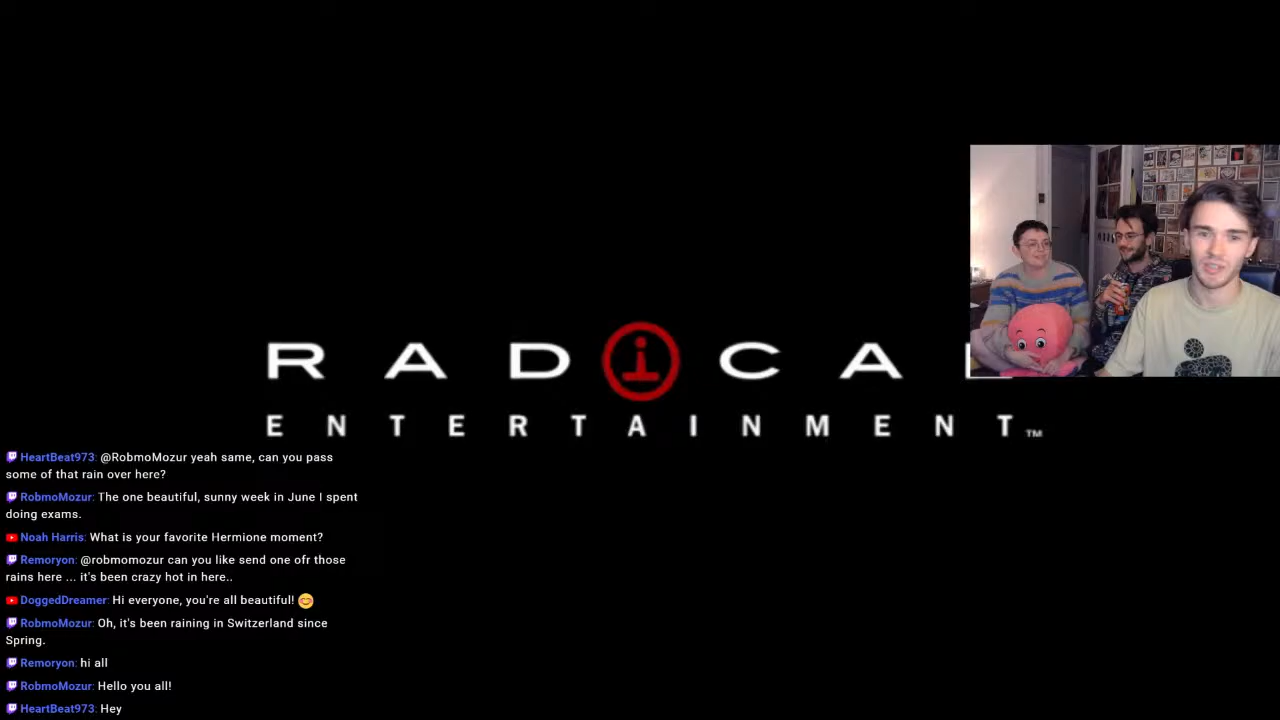 RADiCAL
ENTERTAINMENT™
HeartBeat973: @RobmoMozur yeah same, can you pass
some of that rain over here?
RobmoMozur: The one beautiful, sunny week in June I spent
doing exams.
Noah Harris: What is your favorite Hermione moment?
Remoryon: @robmomozur can you like send one ofr those
rains here ... it's been crazy hot in here..
DoggedDreamer: Hi everyone, you're all beautiful! 😊
RobmoMozur: Oh, it's been raining in Switzerland since
Spring.
Remoryon: hi all
RobmoMozur: Hello you all!
HeartBeat973: Hey